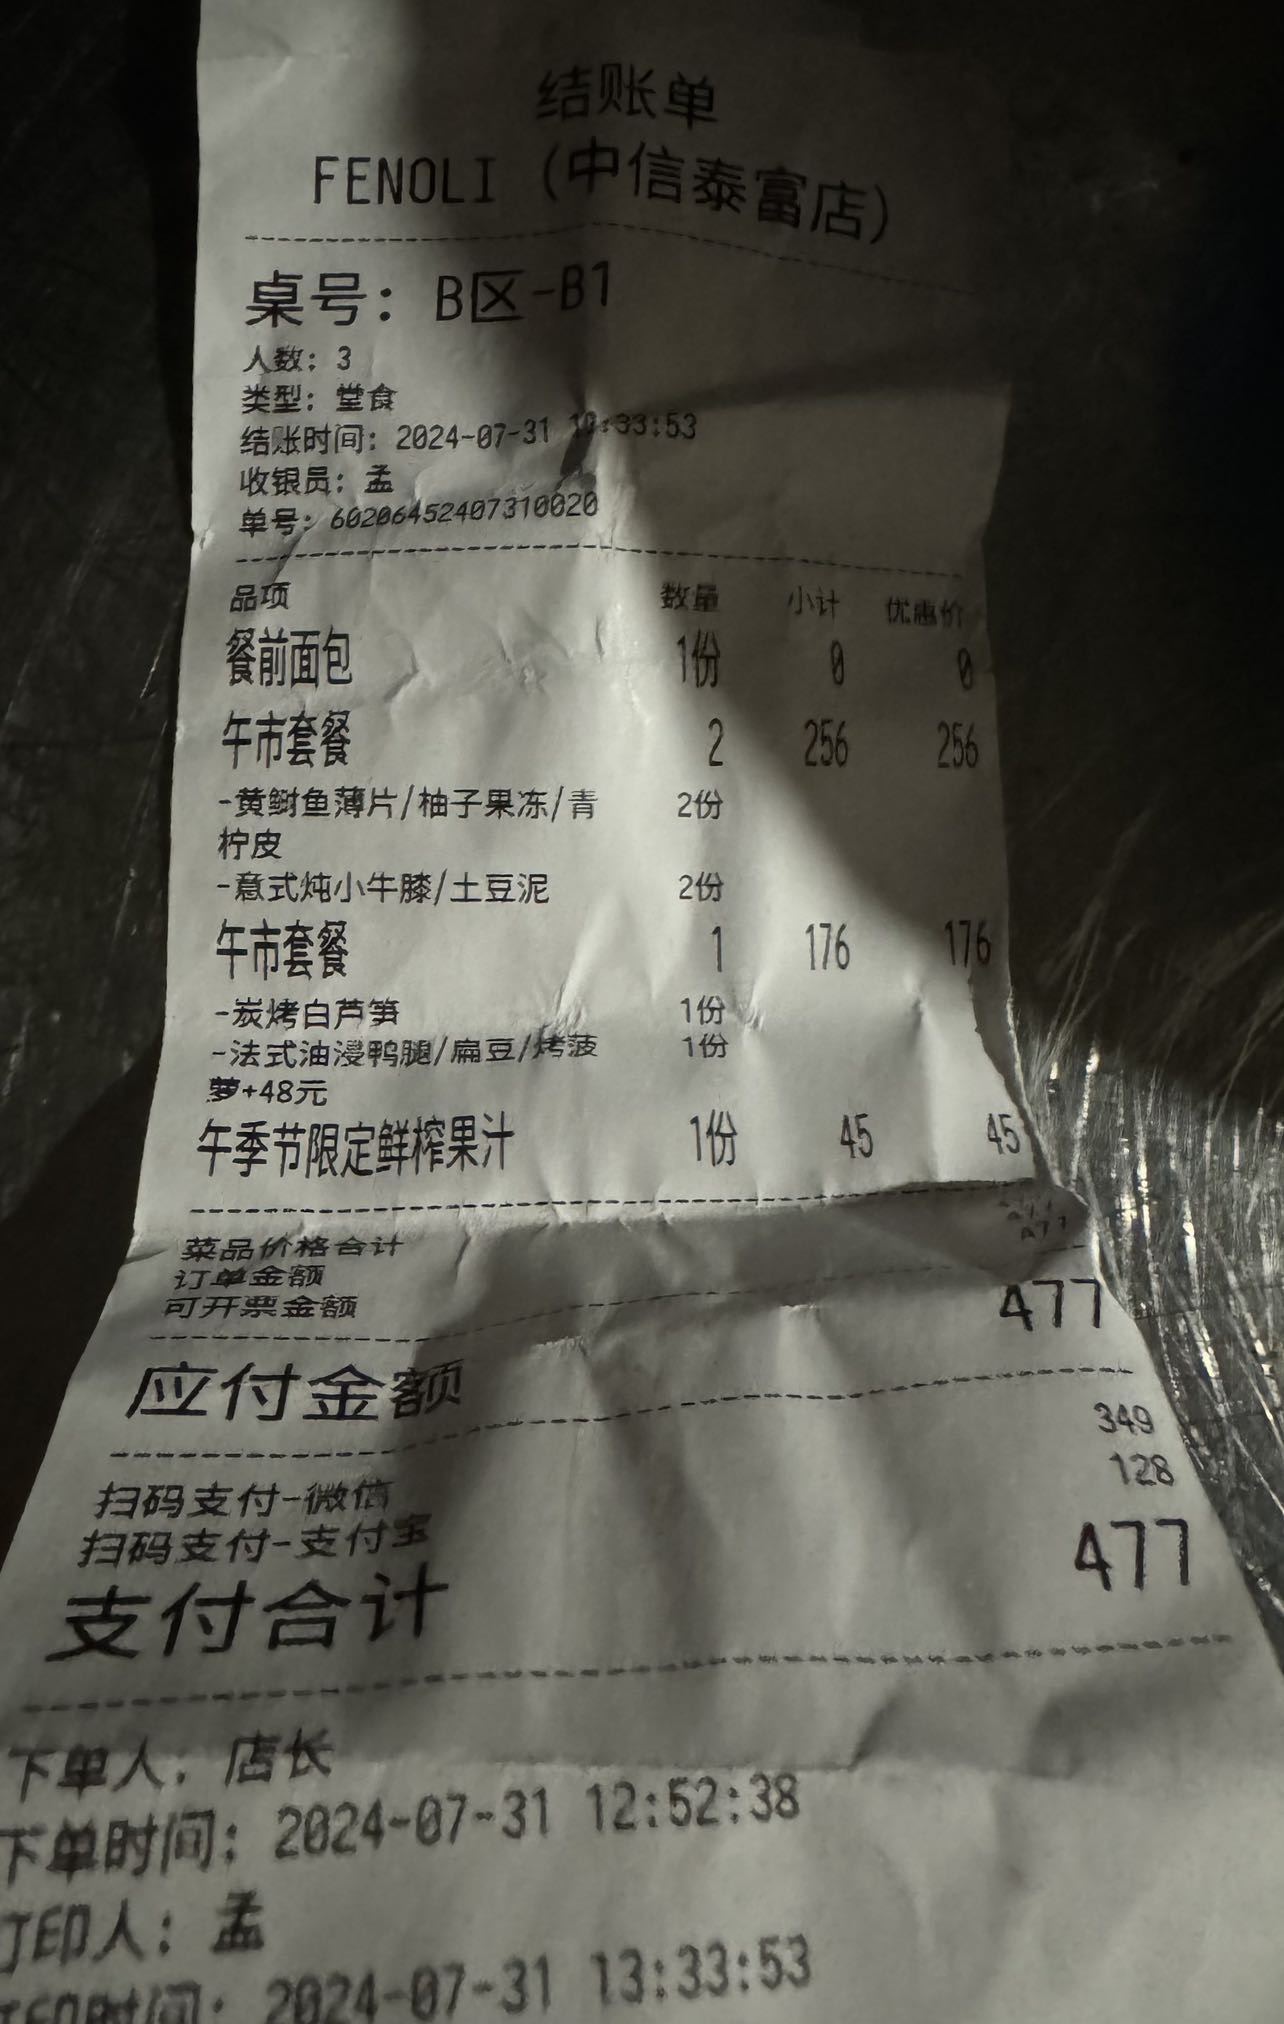 结账单
FENOLI (中信泰富店)
桌号: B区-B1
人数: 3
类型: 堂食
结账时间: 2024-07-31 13:33:53
收银员: 孟
单号: 60206452407310020
品项 数量 小计 优惠价
餐前面包 1份 0 0
午市套餐 2 256 256
-黄鲥鱼薄片/柚子果冻/青 2份
柠皮
-意式炖小牛膝/土豆泥 2份
午市套餐 1 176 176
-炭烤白芦笋 1份
-法式油浸鸭腿/扁豆/烤菠 1份
萝+48元
午季节限定鲜榨果汁 1份 45 45
菜品价格合计
订单金额 477
可开票金额
应付金额 477
扫码支付-微信 349
扫码支付-支付宝 128
支付合计 477
下单人: 店长
下单时间: 2024-07-31 12:52:38
打印人: 孟
打印时间: 2024-07-31 13:33:53